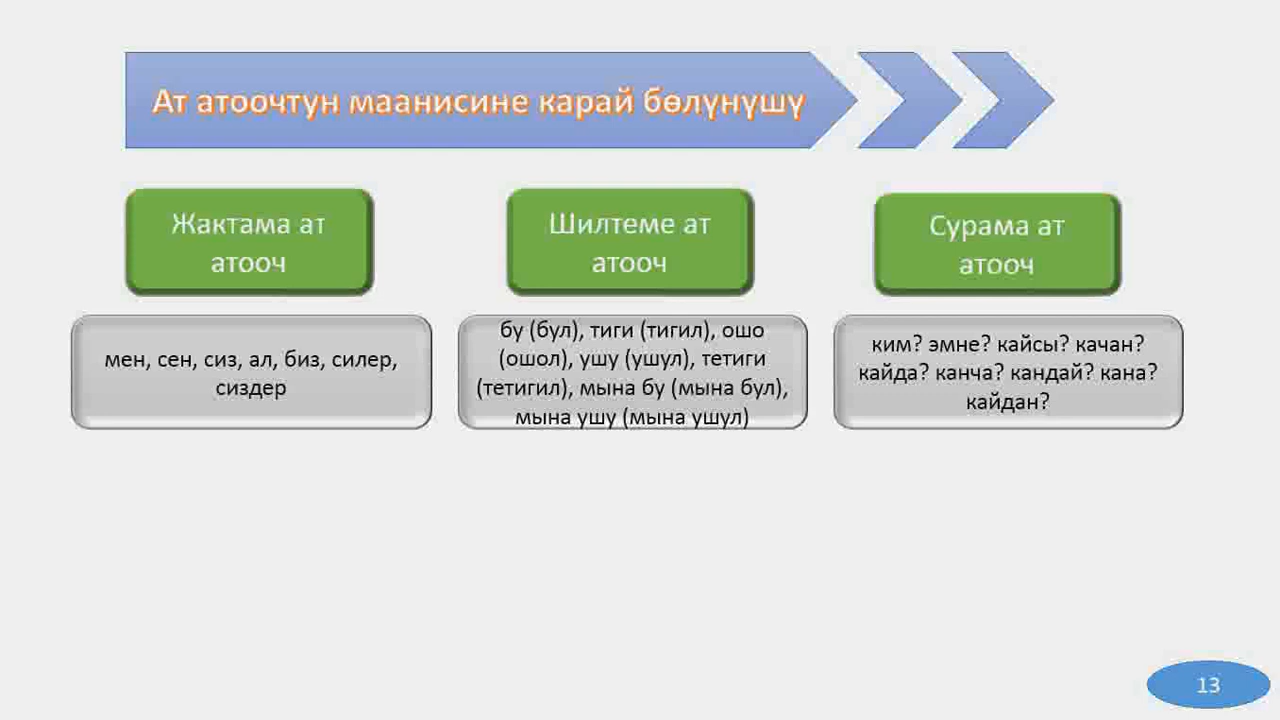 Ат атоочтун маанисине карай бөлүнүшү
Жактама ат
атооч
Шилтеме ат
атооч
Сурама ат
атооч
мен, сен, сиз, ал, биз, силер,
сиздер
бу (бул), тиги (тигил), ошо
(ошол), ушу (ушул), тетиги
(тетигил), мына бу (мына бул),
мына ушу (мына ушул)
ким? эмне? кайсы? качан?
кайда? канча? кандай? кана?
кайдан?
13